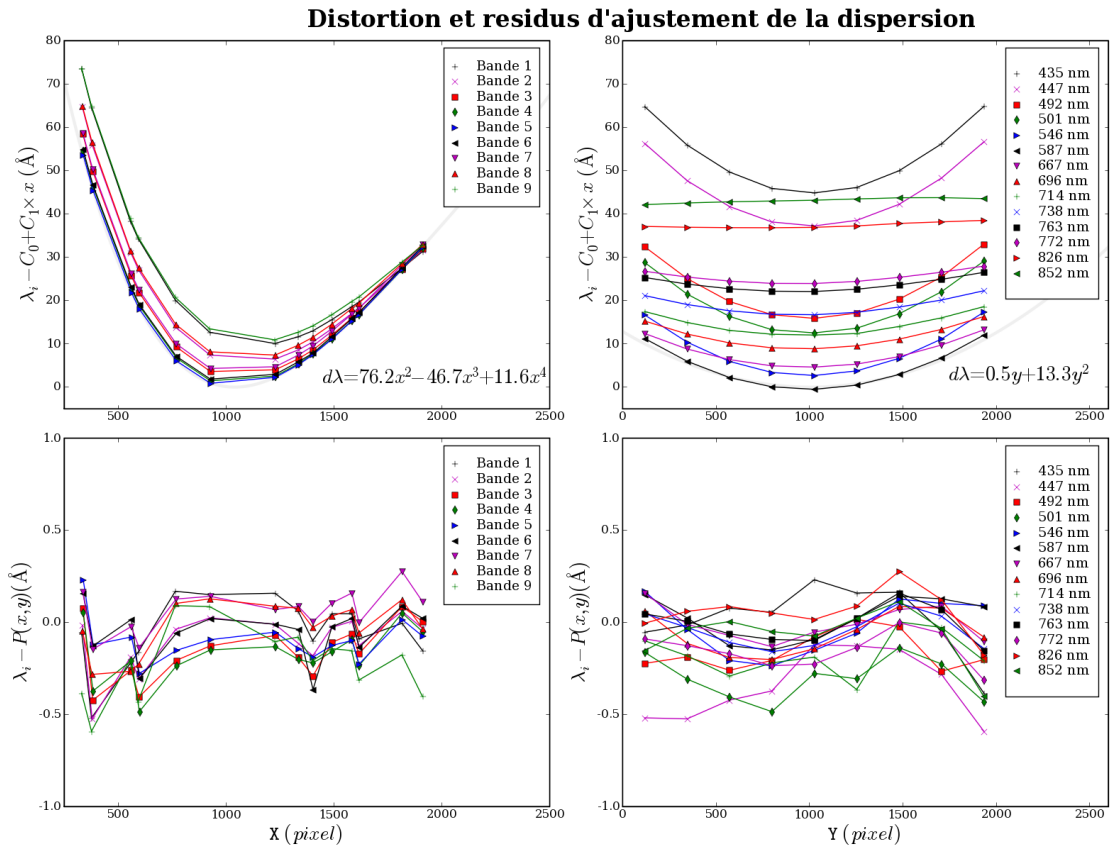 Distortion et residus d'ajustement de la dispersion
80
70
60
50
40
30
20
10
0
500
1000
1500
2000
2500
λᵢ−C₀+C₁×x (Å)
Bande 1
Bande 2
Bande 3
Bande 4
Bande 5
Bande 6
Bande 7
Bande 8
Bande 9
dλ=76.2x²−46.7x³+11.6x⁴
80
70
60
50
40
30
20
10
0
0
500
1000
1500
2000
2500
λᵢ−C₀+C₁×x (Å)
435 nm
447 nm
492 nm
501 nm
546 nm
587 nm
667 nm
696 nm
714 nm
738 nm
763 nm
772 nm
826 nm
852 nm
dλ=0.5y+13.3y²
1.0
0.5
0.0
-0.5
-1.0
500
1000
1500
2000
2500
λᵢ−P(x,y)(Å)
X (pixel)
Bande 1
Bande 2
Bande 3
Bande 4
Bande 5
Bande 6
Bande 7
Bande 8
Bande 9
1.0
0.5
0.0
-0.5
-1.0
0
500
1000
1500
2000
2500
λᵢ−P(x,y)(Å)
Y (pixel)
435 nm
447 nm
492 nm
501 nm
546 nm
587 nm
667 nm
696 nm
714 nm
738 nm
763 nm
772 nm
826 nm
852 nm